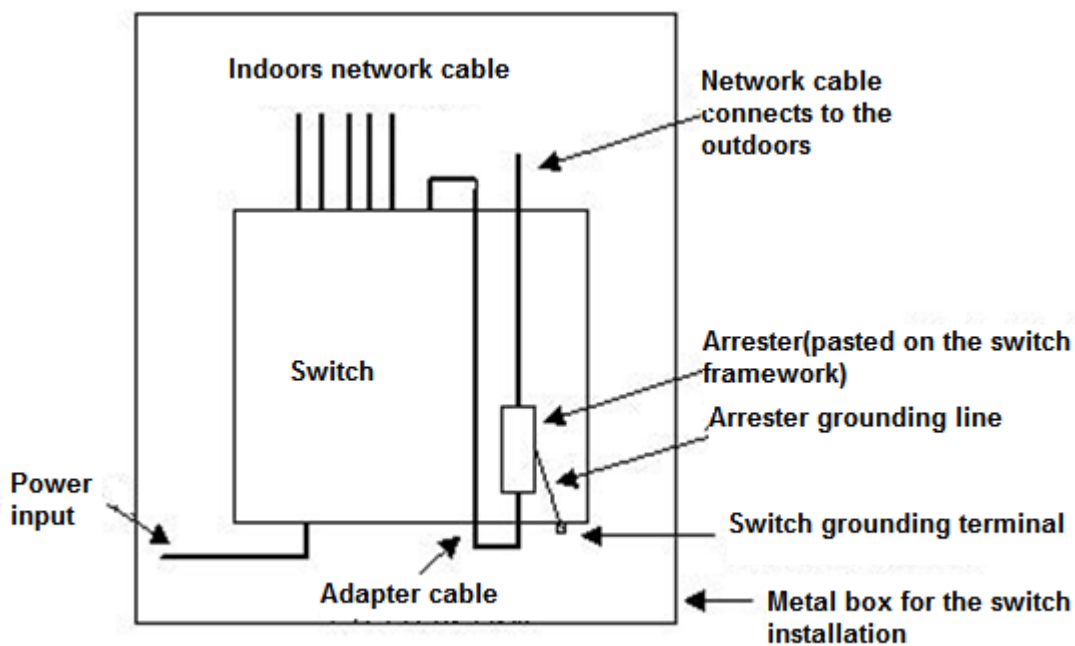 Indoors network cable
Network cable
connects to the
outdoors
Switch
Arrester(pasted on the switch
framework)
Arrester grounding line
Power
input
Switch grounding terminal
Adapter cable
Metal box for the switch
installation